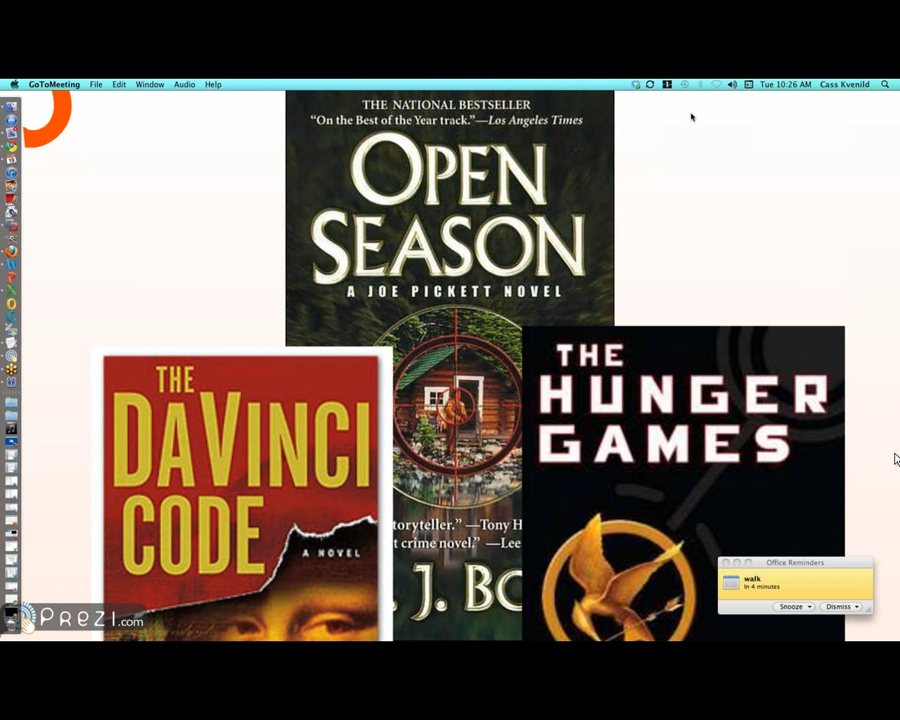 GoToMeeting File Edit Window Audio Help Tue 10:26 AM Cass Kvenild
THE NATIONAL BESTSELLER
“On the Best of the Year track.”—Los Angeles Times
OPEN
SEASON
A JOE PICKETT NOVEL
THE
HUNGER
GAMES
THE
DAVINCI
CODE
A NOVEL
storyteller.” —Tony H
t crime novel.” —Lee
. J. BO
Office Reminders
walk
In 4 minutes
Snooze Dismiss
PREZI.com